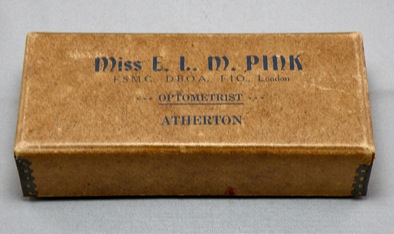 Miss E. L. M. PINK
F.S.M.C., D.B.O.A., F.I.O., London
--- OPTOMETRIST ---
ATHERTON